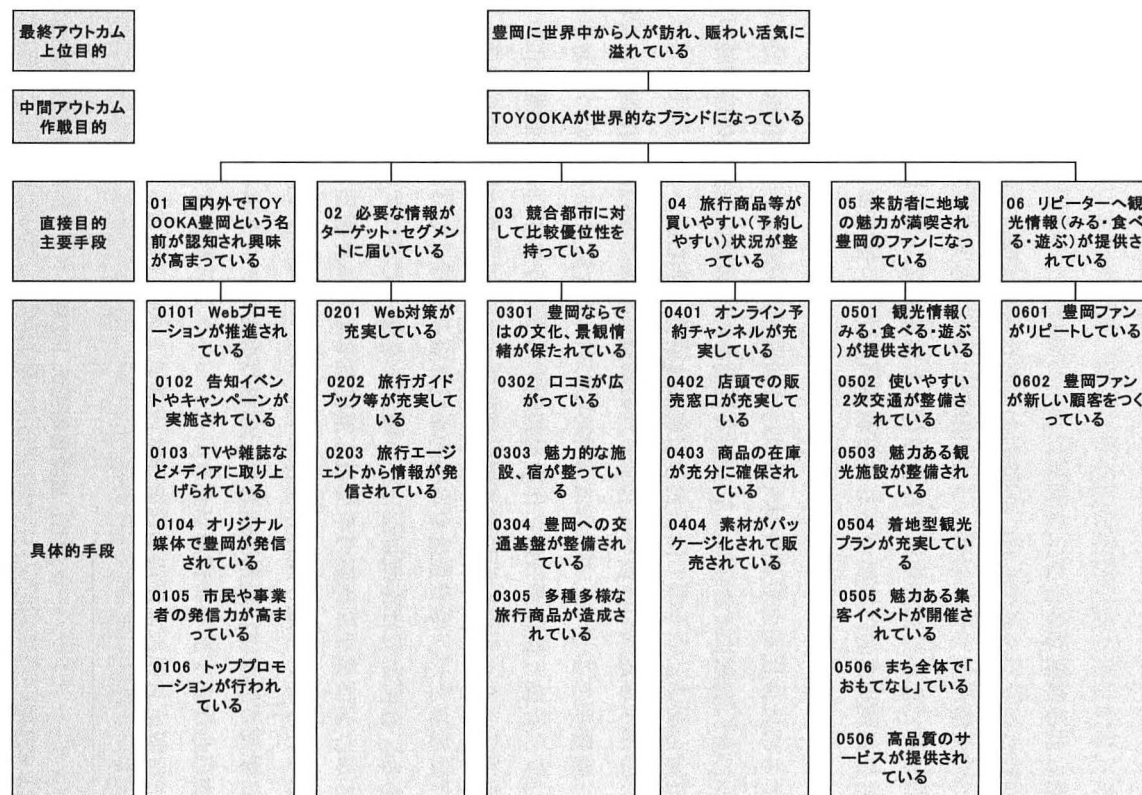 最終アウトカム
上位目的
豊岡に世界中から人が訪れ、賑わい活気に
溢れている
中間アウトカム
作戦目的
TOYOOKAが世界的なブランドになっている
直接目的
主要手段
01 国内外でTOY
OOKA豊岡という名
前が認知され興味
が高まっている
02 必要な情報が
ターゲット・セグメン
トに届いている
03 競合都市に対
して比較優位性を
持っている
04 旅行商品等が
買いやすい(予約し
やすい)状況が整
っている
05 来訪者に地域
の魅力が満喫され
豊岡のファンになっ
ている
06 リピーターへ観
光情報(みる・食べ
る・遊ぶ)が提供さ
れている
具体的手段
0101 Webプロモ
ーションが推進され
ている
0102 告知イベン
トやキャンペーンが
実施されている
0103 TVや雑誌な
どメディアに取り上
げられている
0104 オリジナル
媒体で豊岡が発信
されている
0105 市民や事業
者の発信力が高ま
っている
0106 トッププロモ
ーションが行われ
ている
0201 Web対策が
充実している
0202 旅行ガイド
ブック等が充実して
いる
0203 旅行エージ
ェントから情報が発
信されている
0301 豊岡ならで
はの文化、景観情
緒が保たれている
0302 口コミが広
がっている
0303 魅力的な施
設、宿が整ってい
る
0304 豊岡への交
通基盤が整備され
ている
0305 多種多様な
旅行商品が造成さ
れている
0401 オンライン予
約チャンネルが充
実している
0402 店頭での販
売窓口が充実して
いる
0403 商品の在庫
が充分に確保され
ている
0404 素材がパッ
ケージ化されて販
売されている
0501 観光情報(
みる・食べる・遊ぶ
)が提供されている
0502 使いやすい
2次交通が整備さ
れている
0503 魅力ある観
光施設が整備され
ている
0504 着地型観光
プランが充実してい
る
0505 魅力ある集
客イベントが開催さ
れている
0506 まち全体で「
おもてなし」ている
0506 高品質のサ
ービスが提供され
ている
0601 豊岡ファン
がリピートしている
0602 豊岡ファン
が新しい顧客をつく
っている